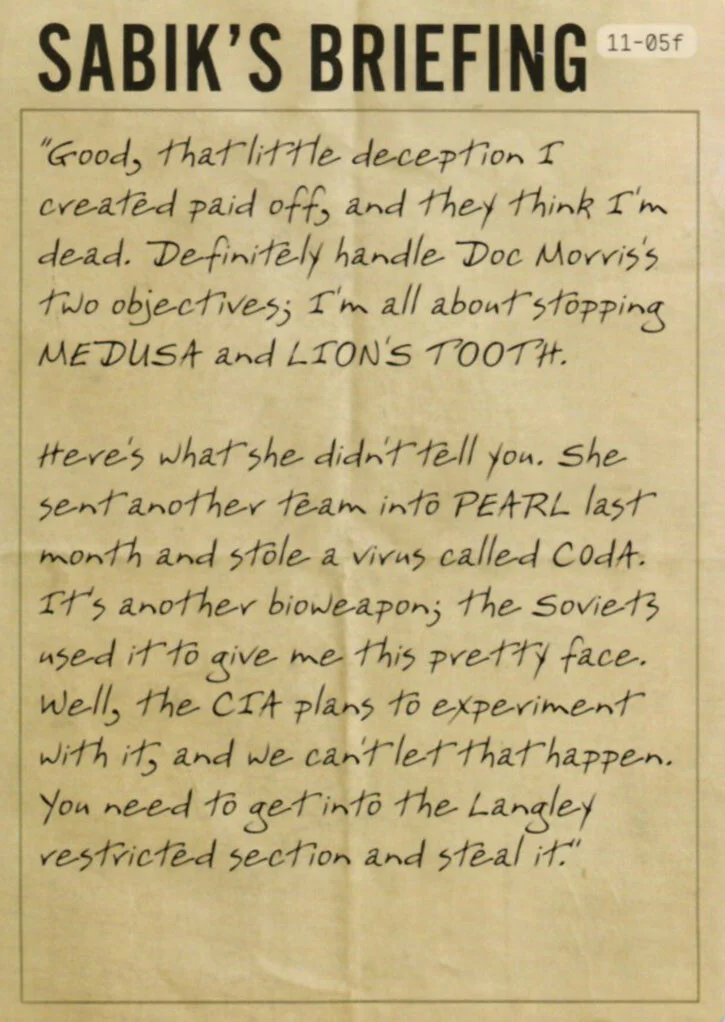 SABIK'S BRIEFING
11-05f
"Good, that little deception I
created paid off, and they think I'm
dead. Definitely handle Doc Morris's
two objectives; I'm all about stopping
MEDUSA and LION'S TOOTH.
Here's what she didn't tell you. She
sent another team into PEARL last
month and stole a virus called COdA.
It's another bioweapon; the Soviets
used it to give me this pretty face.
Well, the CIA plans to experiment
with it, and we can't let that happen.
You need to get into the Langley
restricted section and steal it."